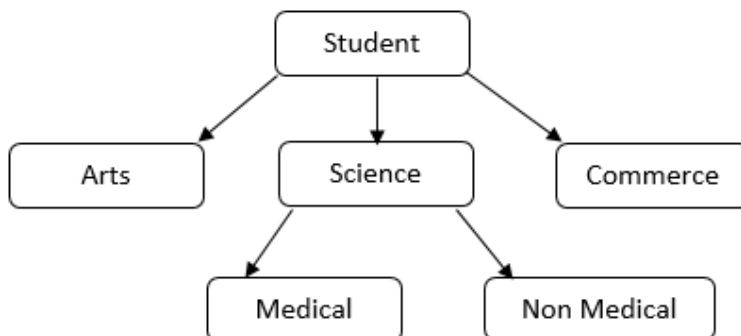 Student
Arts
Science
Commerce
Medical
Non Medical